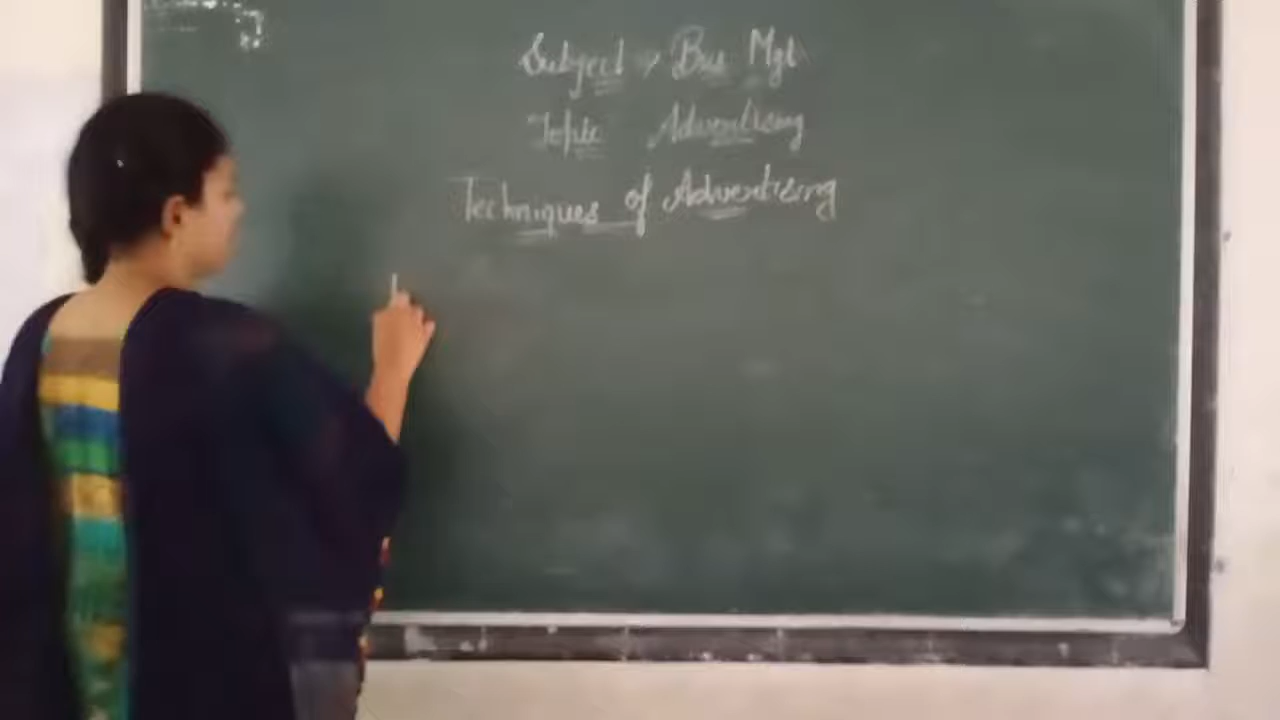 Subject → Bus Mgt
Topic Advertising
Techniques of Advertising